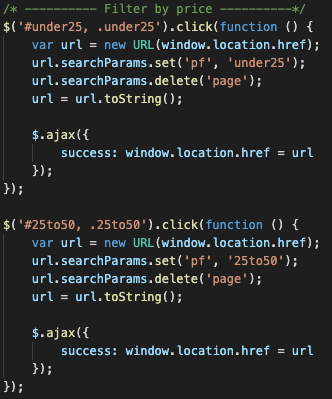 /* ---------- Filter by price ----------*/
$('#under25, .under25').click(function () {
    var url = new URL(window.location.href);
    url.searchParams.set('pf', 'under25');
    url.searchParams.delete('page');
    url = url.toString();

    $.ajax({
        success: window.location.href = url
    });
});

$('#25to50, .25to50').click(function () {
    var url = new URL(window.location.href);
    url.searchParams.set('pf', '25to50');
    url.searchParams.delete('page');
    url = url.toString();

    $.ajax({
        success: window.location.href = url
    });
});